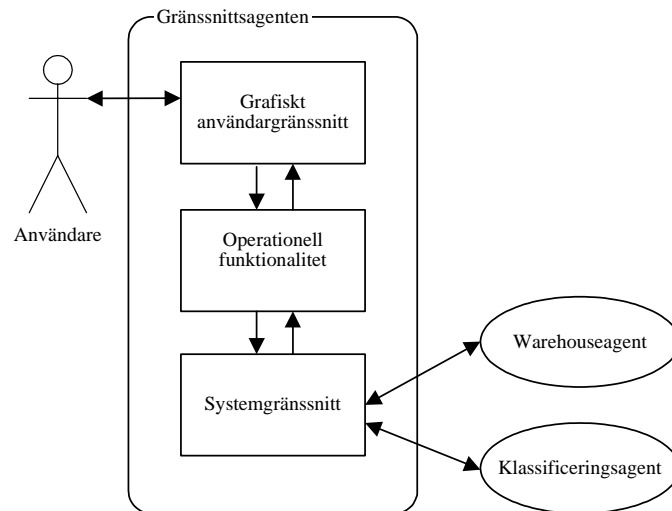 Gränssnittsagenten
Grafiskt
användargränssnitt
Användare
Operationell
funktionalitet
Warehouseagent
Systemgränssnitt
Klassificeringsagent